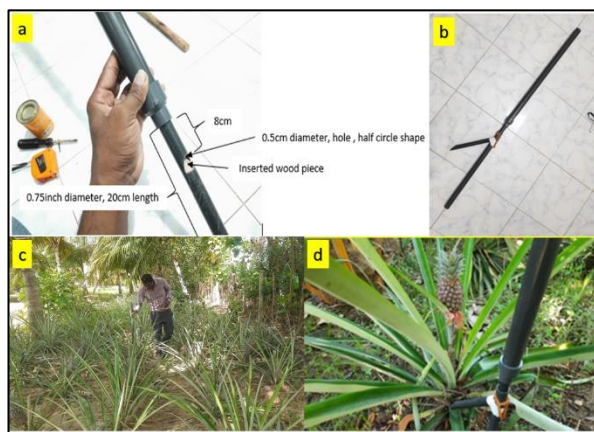 a
8cm
0.5cm diameter, hole , half circle shape
Inserted wood piece
0.75inch diameter, 20cm length
b
c
d